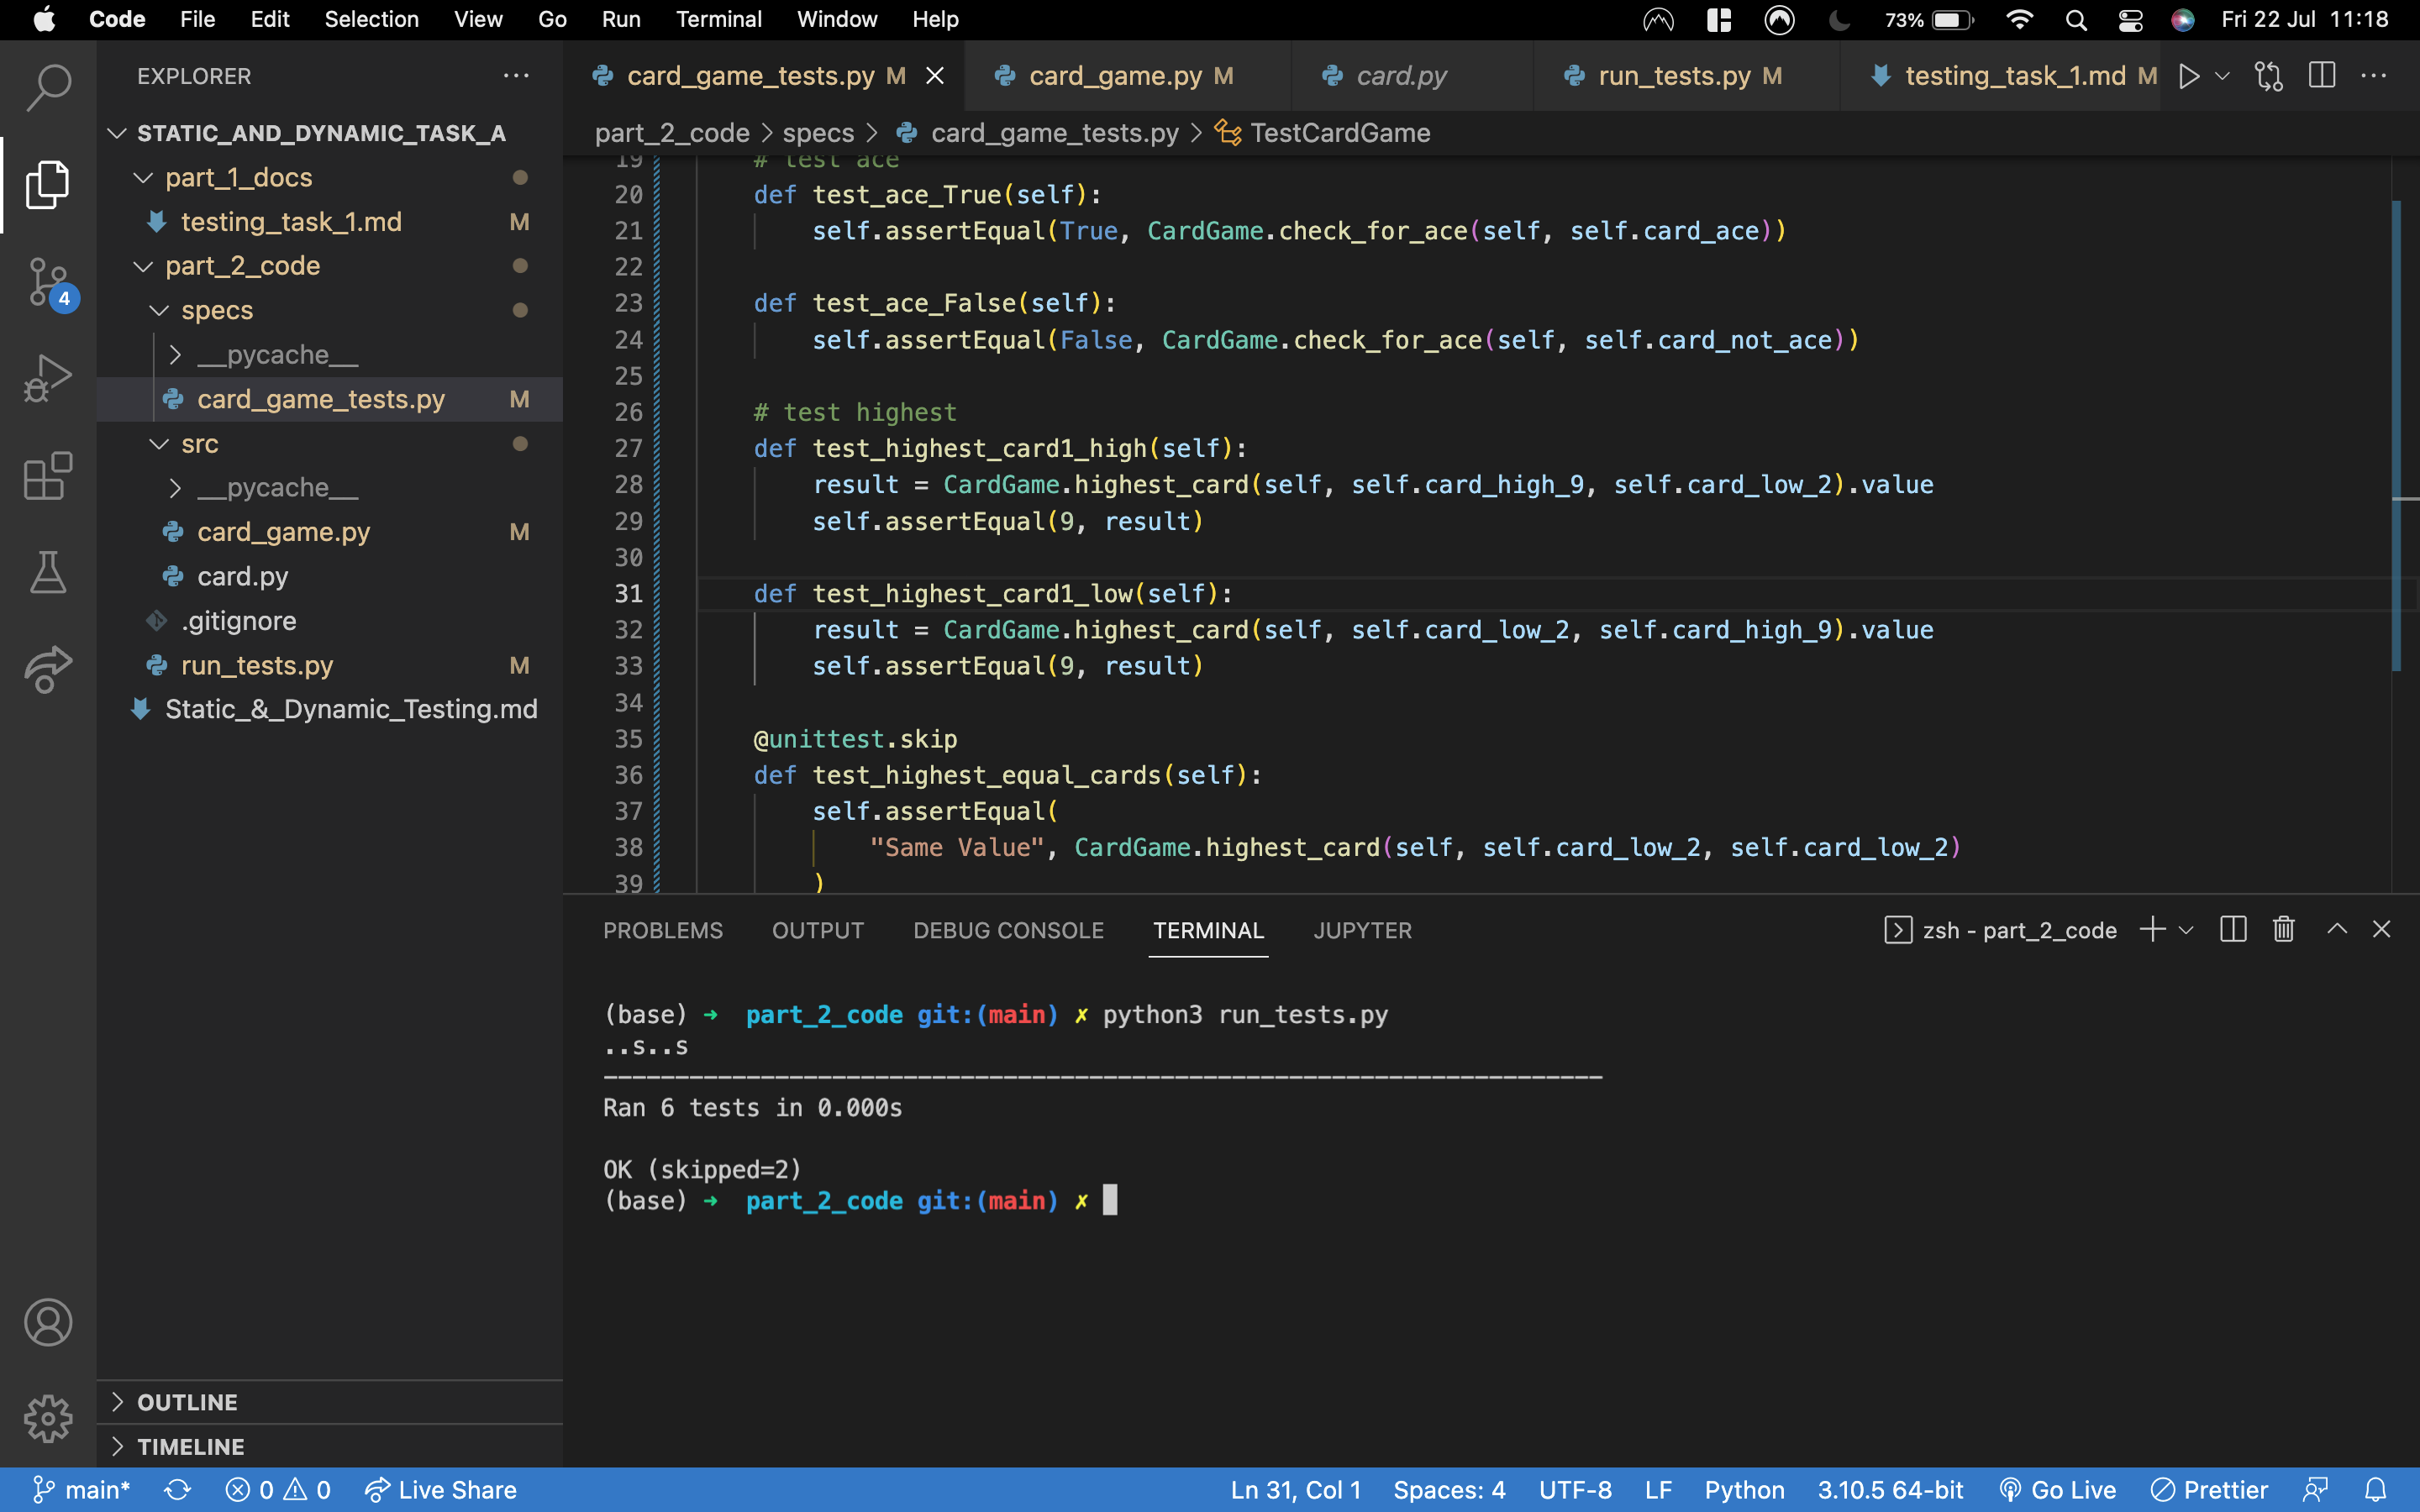 Code File Edit Selection View Go Run Terminal Window Help 73% Fri 22 Jul 11:18
EXPLORER
STATIC_AND_DYNAMIC_TASK_A
part_1_docs
testing_task_1.md M
part_2_code
specs
__pycache__
card_game_tests.py M
src
__pycache__
card_game.py M
card.py
.gitignore
run_tests.py M
Static_&_Dynamic_Testing.md
OUTLINE
TIMELINE
4
card_game_tests.py M card_game.py M card.py run_tests.py M testing_task_1.md M
part_2_code > specs > card_game_tests.py > TestCardGame
19 # test ace
20 def test_ace_True(self):
21 self.assertEqual(True, CardGame.check_for_ace(self, self.card_ace))
22
23 def test_ace_False(self):
24 self.assertEqual(False, CardGame.check_for_ace(self, self.card_not_ace))
25
26 # test highest
27 def test_highest_card1_high(self):
28 result = CardGame.highest_card(self, self.card_high_9, self.card_low_2).value
29 self.assertEqual(9, result)
30
31 def test_highest_card1_low(self):
32 result = CardGame.highest_card(self, self.card_low_2, self.card_high_9).value
33 self.assertEqual(9, result)
34
35 @unittest.skip
36 def test_highest_equal_cards(self):
37 self.assertEqual(
38 "Same Value", CardGame.highest_card(self, self.card_low_2, self.card_low_2)
39 )
PROBLEMS OUTPUT DEBUG CONSOLE TERMINAL JUPYTER zsh - part_2_code
(base) ➜ part_2_code git:(main) ✗ python3 run_tests.py
..s..s
----------------------------------------------------------------------
Ran 6 tests in 0.000s
OK (skipped=2)
(base) ➜ part_2_code git:(main) ✗
main* 0 0 Live Share Ln 31, Col 1 Spaces: 4 UTF-8 LF Python 3.10.5 64-bit Go Live Prettier